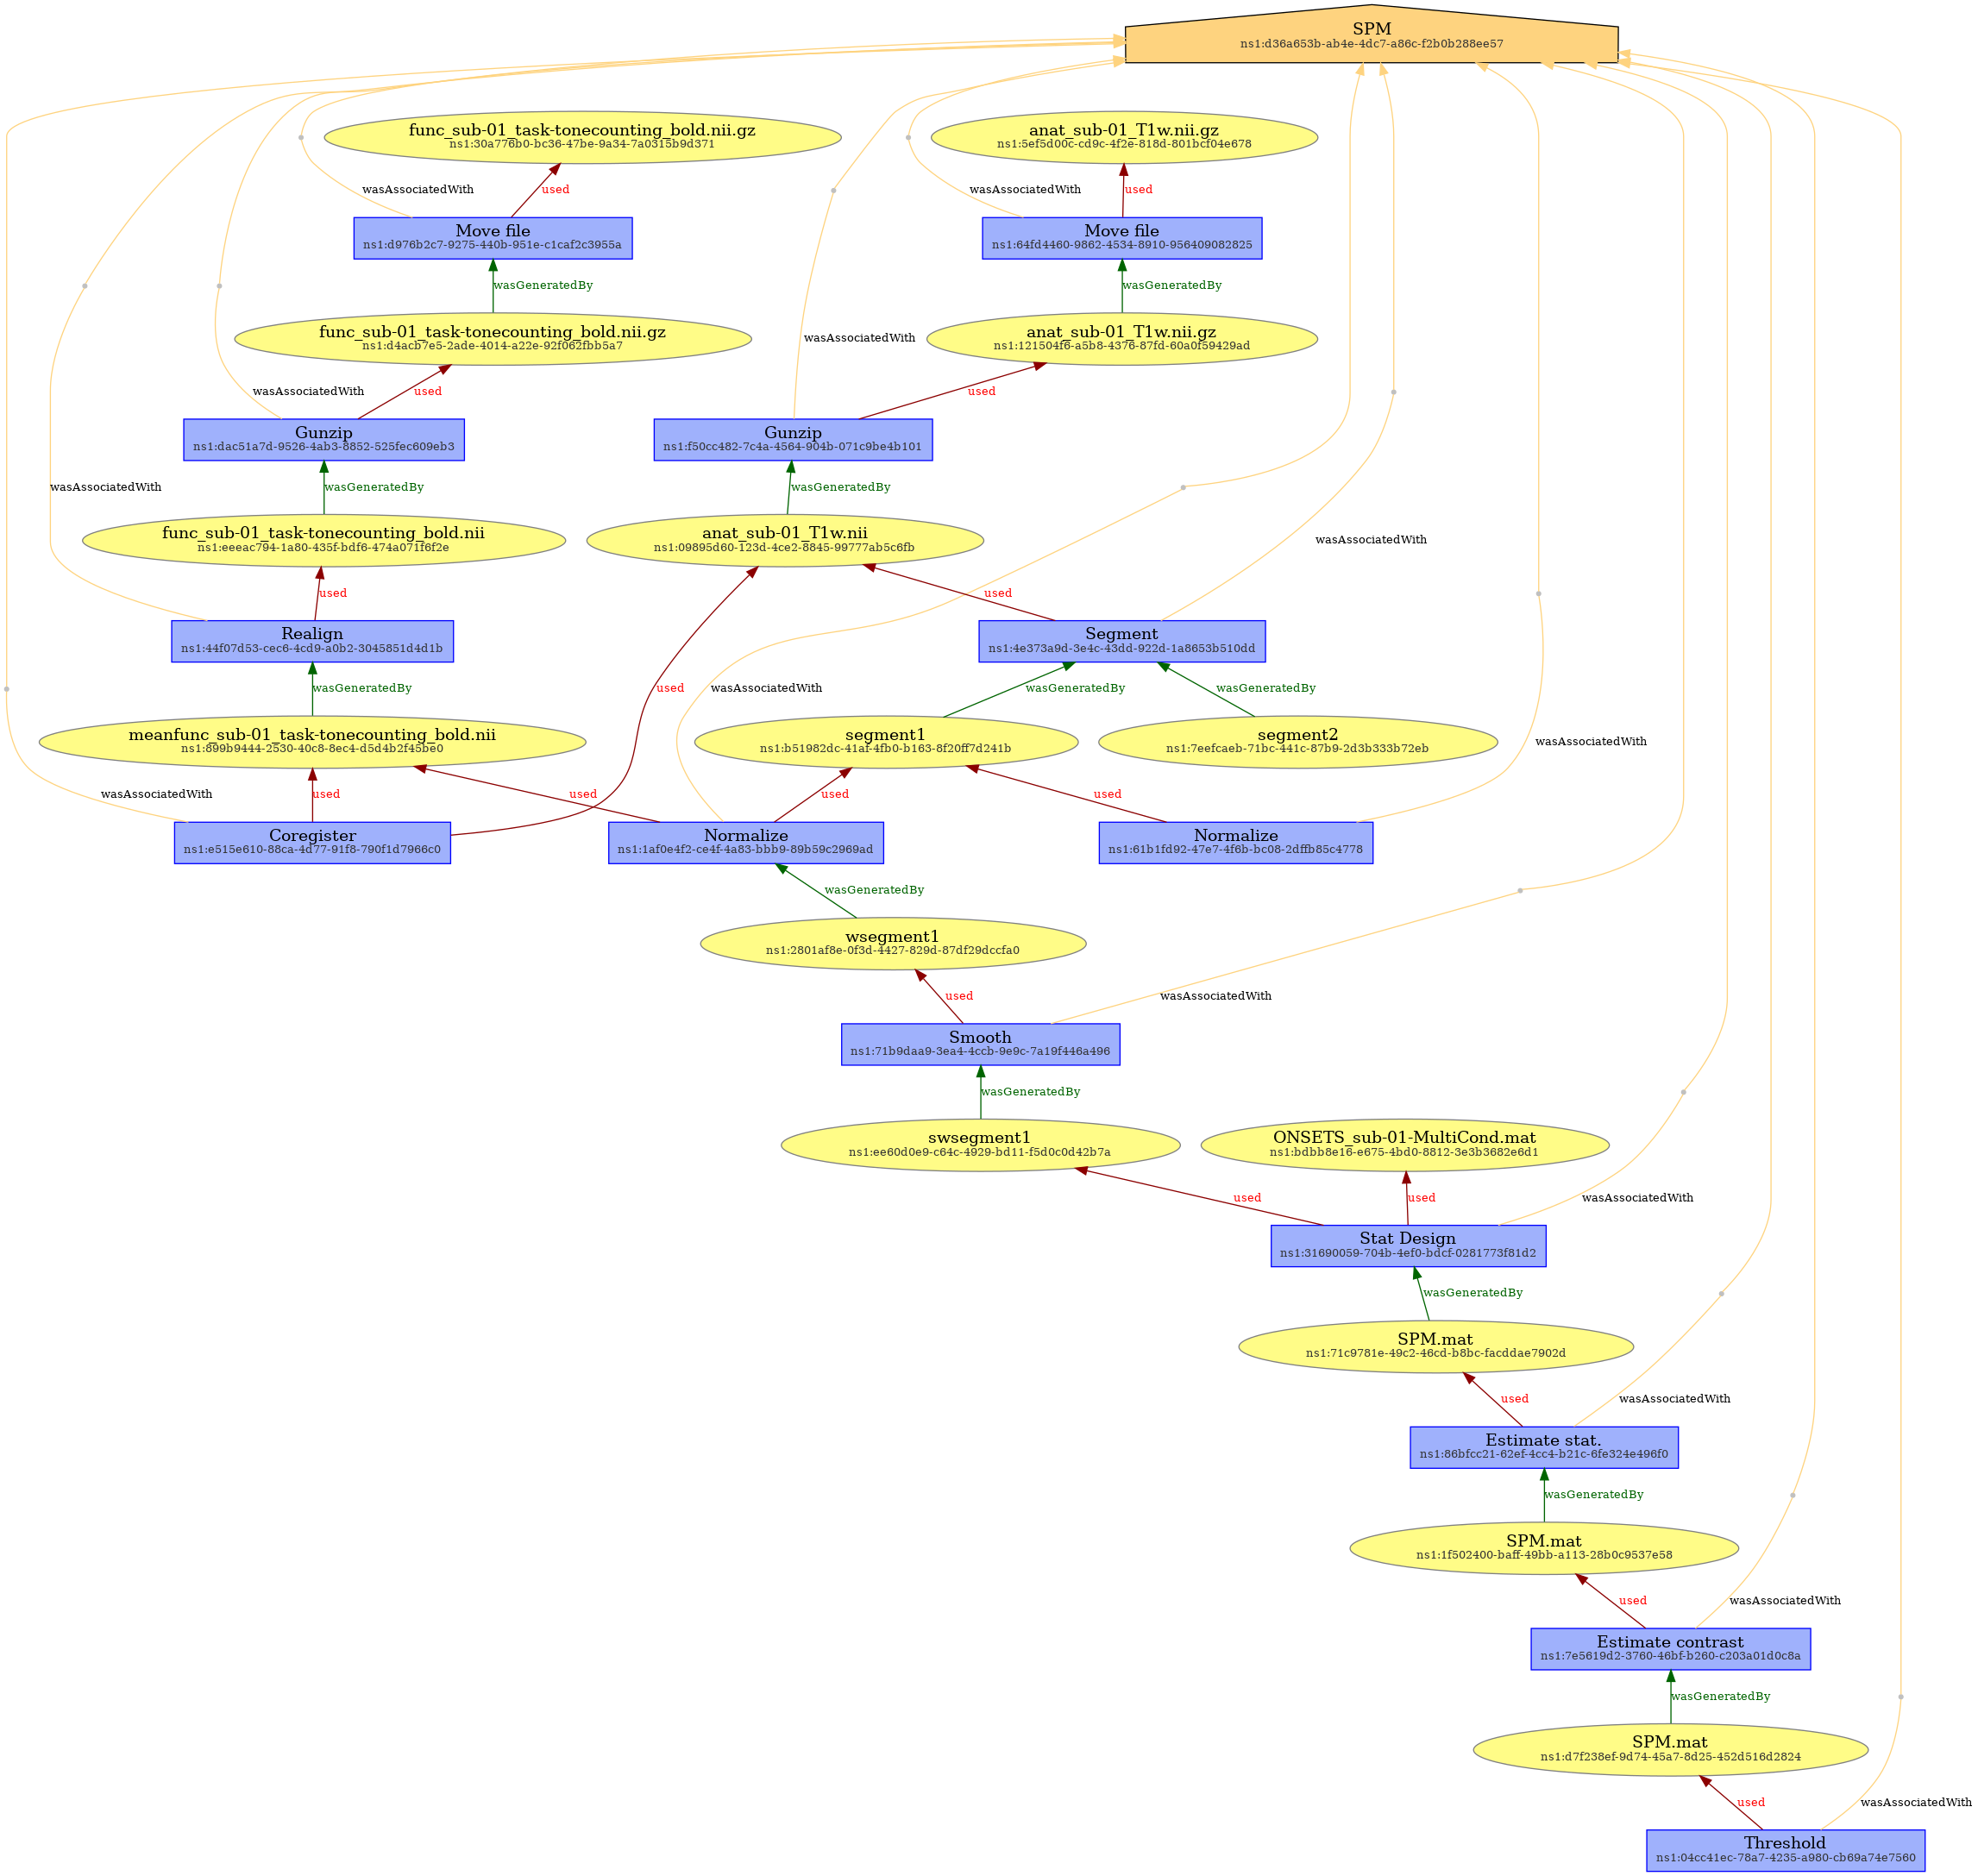 SPM
ns1:d36a653b-ab4e-4dc7-a86c-f2b0b288ee57
func_sub-01_task-tonecounting_bold.nii.gz
ns1:30a776b0-bc36-47be-9a34-7a0315b9d371
anat_sub-01_T1w.nii.gz
ns1:5ef5d00c-cd9c-4f2e-818d-801bcf04e678
wasAssociatedWith
used
wasAssociatedWith
used
Move file
ns1:d976b2c7-9275-440b-951e-c1caf2c3955a
Move file
ns1:64fd4460-9862-4534-8910-956409082825
wasGeneratedBy
wasGeneratedBy
func_sub-01_task-tonecounting_bold.nii.gz
ns1:d4acb7e5-2ade-4014-a22e-92f062fbb5a7
wasAssociatedWith
anat_sub-01_T1w.nii.gz
ns1:121504f6-a5b8-4376-87fd-60a0f59429ad
wasAssociatedWith
used
used
Gunzip
ns1:dac51a7d-9526-4ab3-8852-525fec609eb3
Gunzip
ns1:f50cc482-7c4a-4564-904b-071c9be4b101
wasAssociatedWith
wasGeneratedBy
wasGeneratedBy
func_sub-01_task-tonecounting_bold.nii
ns1:eeeac794-1a80-435f-bdf6-474a071f6f2e
anat_sub-01_T1w.nii
ns1:09895d60-123d-4ce2-8845-99777ab5c6fb
wasAssociatedWith
used
used
Realign
ns1:44f07d53-cec6-4cd9-a0b2-3045851d4d1b
Segment
ns1:4e373a9d-3e4c-43dd-922d-1a8653b510dd
wasGeneratedBy
used
wasAssociatedWith
wasGeneratedBy
wasGeneratedBy
meanfunc_sub-01_task-tonecounting_bold.nii
ns1:899b9444-2530-40c8-8ec4-d5d4b2f45be0
segment1
ns1:b51982dc-41af-4fb0-b163-8f20ff7d241b
segment2
ns1:7eefcaeb-71bc-441c-87b9-2d3b333b72eb
wasAssociatedWith
wasAssociatedWith
used
used
used
used
Coregister
ns1:e515e610-88ca-4d77-91f8-790f1d7966c0
Normalize
ns1:1af0e4f2-ce4f-4a83-bbb9-89b59c2969ad
Normalize
ns1:61b1fd92-47e7-4f6b-bc08-2dffb85c4778
wasGeneratedBy
wsegment1
ns1:2801af8e-0f3d-4427-829d-87df29dccfa0
used
wasAssociatedWith
Smooth
ns1:71b9daa9-3ea4-4ccb-9e9c-7a19f446a496
wasGeneratedBy
swsegment1
ns1:ee60d0e9-c64c-4929-bd11-f5d0c0d42b7a
ONSETS_sub-01-MultiCond.mat
ns1:bdbb8e16-e675-4bd0-8812-3e3b3682e6d1
used
used
wasAssociatedWith
Stat Design
ns1:31690059-704b-4ef0-bdcf-0281773f81d2
wasGeneratedBy
SPM.mat
ns1:71c9781e-49c2-46cd-b8bc-facddae7902d
used
wasAssociatedWith
Estimate stat.
ns1:86bfcc21-62ef-4cc4-b21c-6fe324e496f0
wasGeneratedBy
SPM.mat
ns1:1f502400-baff-49bb-a113-28b0c9537e58
used
wasAssociatedWith
Estimate contrast
ns1:7e5619d2-3760-46bf-b260-c203a01d0c8a
wasGeneratedBy
SPM.mat
ns1:d7f238ef-9d74-45a7-8d25-452d516d2824
used
wasAssociatedWith
Threshold
ns1:04cc41ec-78a7-4235-a980-cb69a74e7560